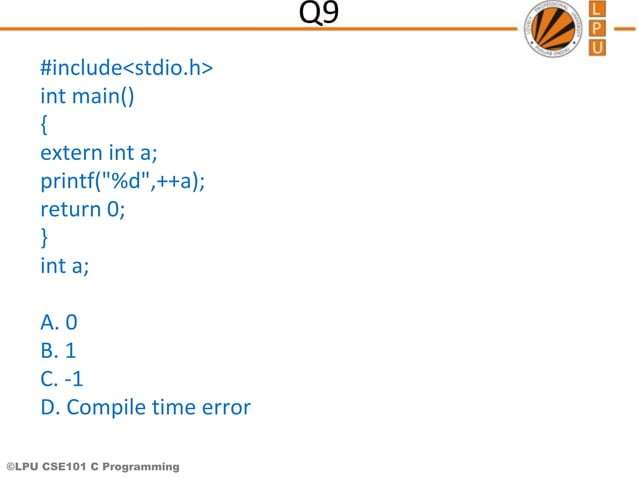 Q9
L
P
U
#include<stdio.h>
int main()
{
extern int a;
printf("%d",++a);
return 0;
}
int a;
A. 0
B. 1
C. -1
D. Compile time error
©LPU CSE101 C Programming